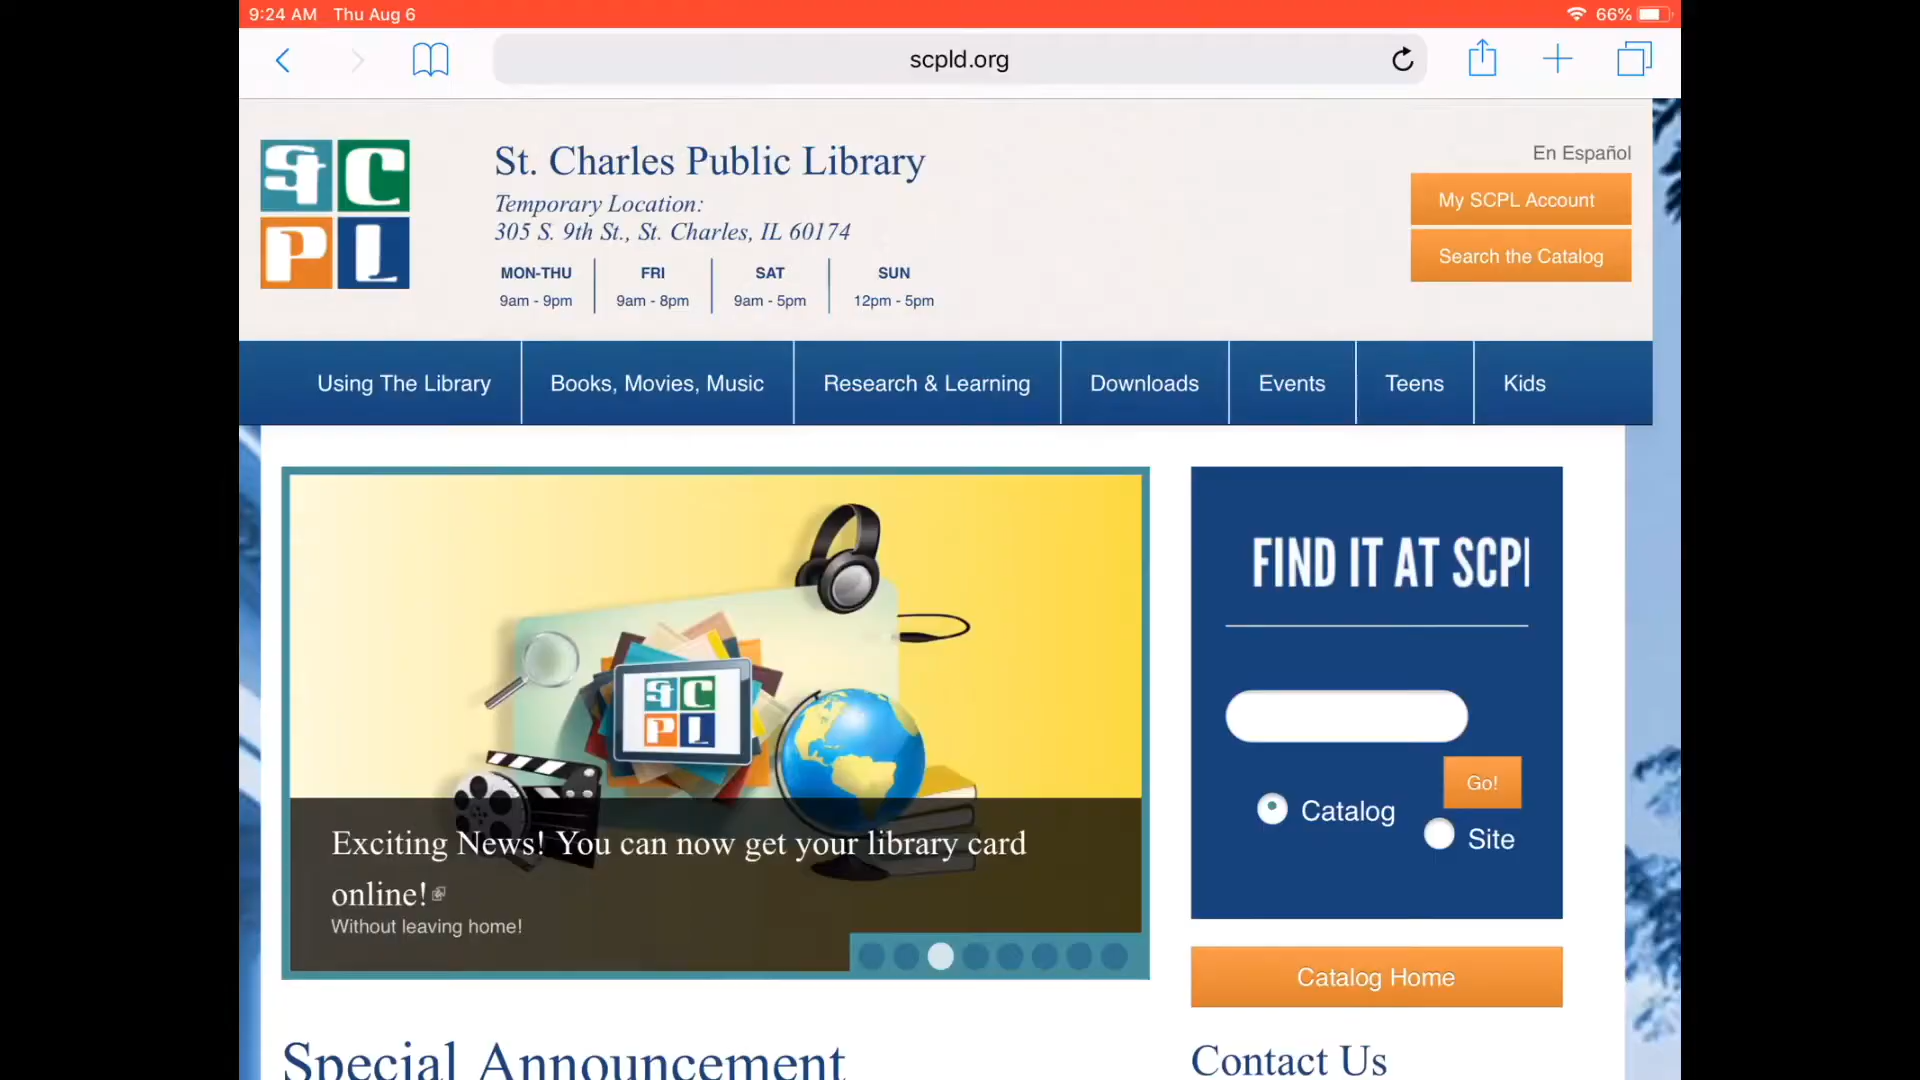 9:24 AM Thu Aug 6
66%
scpld.org
St C
P L
St. Charles Public Library
Temporary Location:
305 S. 9th St., St. Charles, IL 60174
MON-THU FRI SAT SUN
9am - 9pm 9am - 8pm 9am - 5pm 12pm - 5pm
En Español
My SCPL Account
Search the Catalog
Using The Library Books, Movies, Music Research & Learning Downloads Events Teens Kids
St C
P L
Exciting News! You can now get your library card
online!
Without leaving home!
FIND IT AT SCPL
Go!
Catalog
Site
Catalog Home
Special Announcement
Contact Us